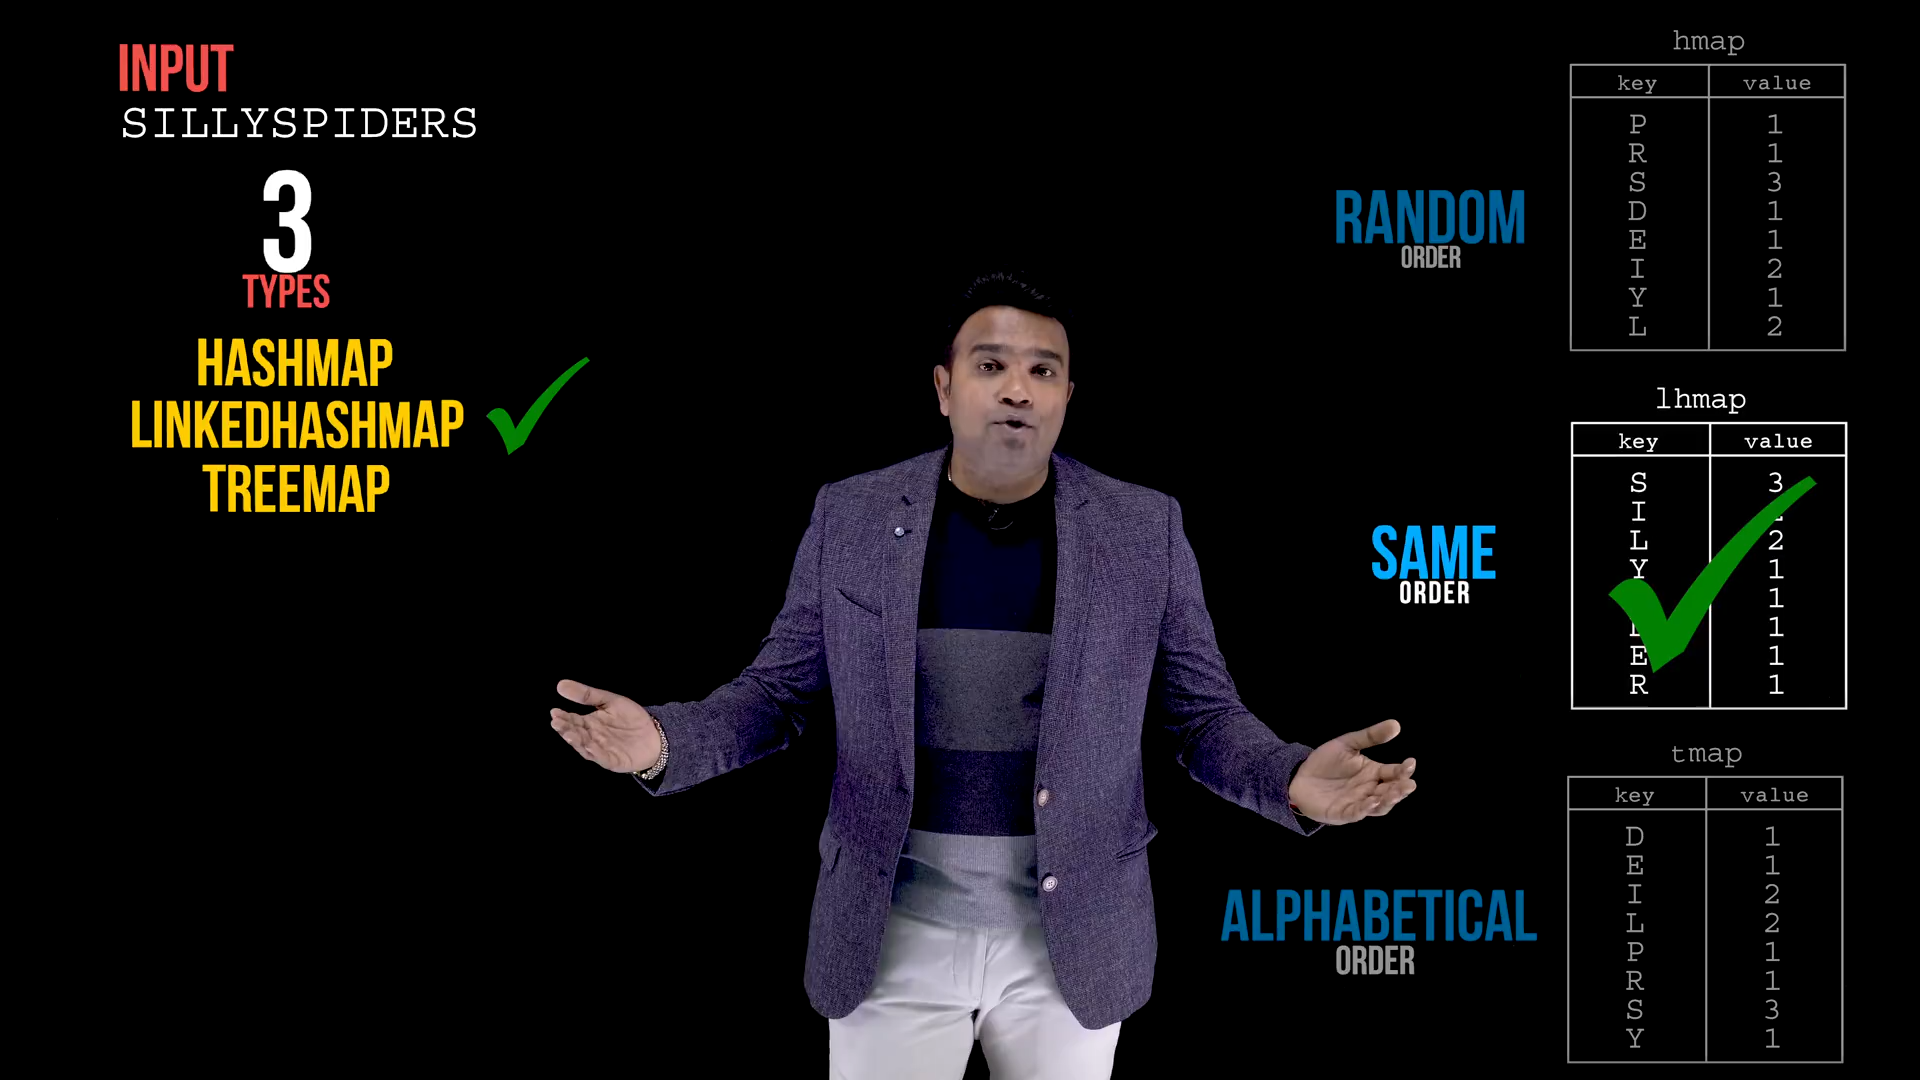 INPUT
SILLYSPIDERS
3
TYPES
HASHMAP
LINKEDHASHMAP
TREEMAP
RANDOM
ORDER
hmap
key value
P 1
R 1
S 3
D 1
E 1
I 2
Y 1
L 2
SAME
ORDER
lhmap
key value
S 3
I
L 2
Y 1
1
1
E 1
R 1
ALPHABETICAL
ORDER
tmap
key value
D 1
E 1
I 2
L 2
P 1
R 1
S 3
Y 1